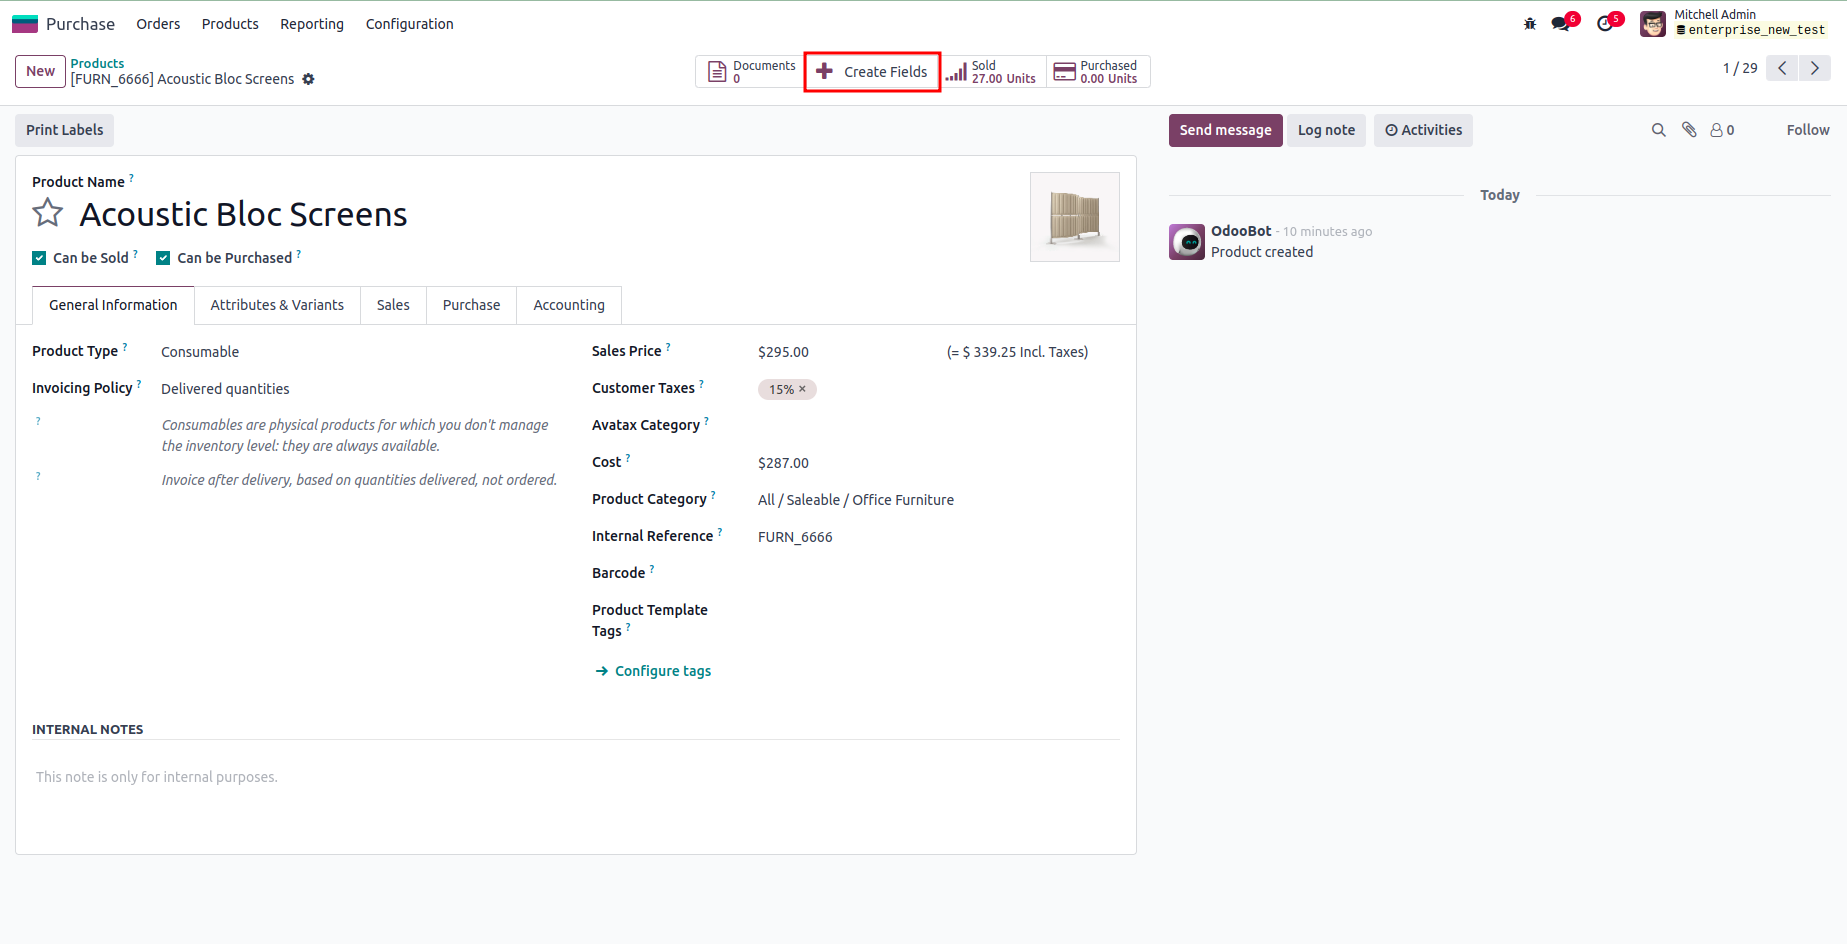 Purchase Orders Products Reporting Configuration 6 5 Mitchell Admin
enterprise_new_test
New Products
[FURN_6666] Acoustic Bloc Screens
Documents
0
Create Fields
Sold
27.00 Units
Purchased
0.00 Units
1 / 29
Print Labels
Send message Log note Activities 0 Follow
Product Name ?
Acoustic Bloc Screens
Can be Sold ? Can be Purchased ?
General Information Attributes & Variants Sales Purchase Accounting
Product Type ? Consumable
Invoicing Policy ? Delivered quantities
? Consumables are physical products for which you don't manage
the inventory level: they are always available.
? Invoice after delivery, based on quantities delivered, not ordered.
Sales Price ? $295.00 (= $ 339.25 Incl. Taxes)
Customer Taxes ? 15% ×
Avatax Category ?
Cost ? $287.00
Product Category ? All / Saleable / Office Furniture
Internal Reference ? FURN_6666
Barcode ?
Product Template
Tags ?
Configure tags
INTERNAL NOTES
This note is only for internal purposes.
Today
OdooBot - 10 minutes ago
Product created